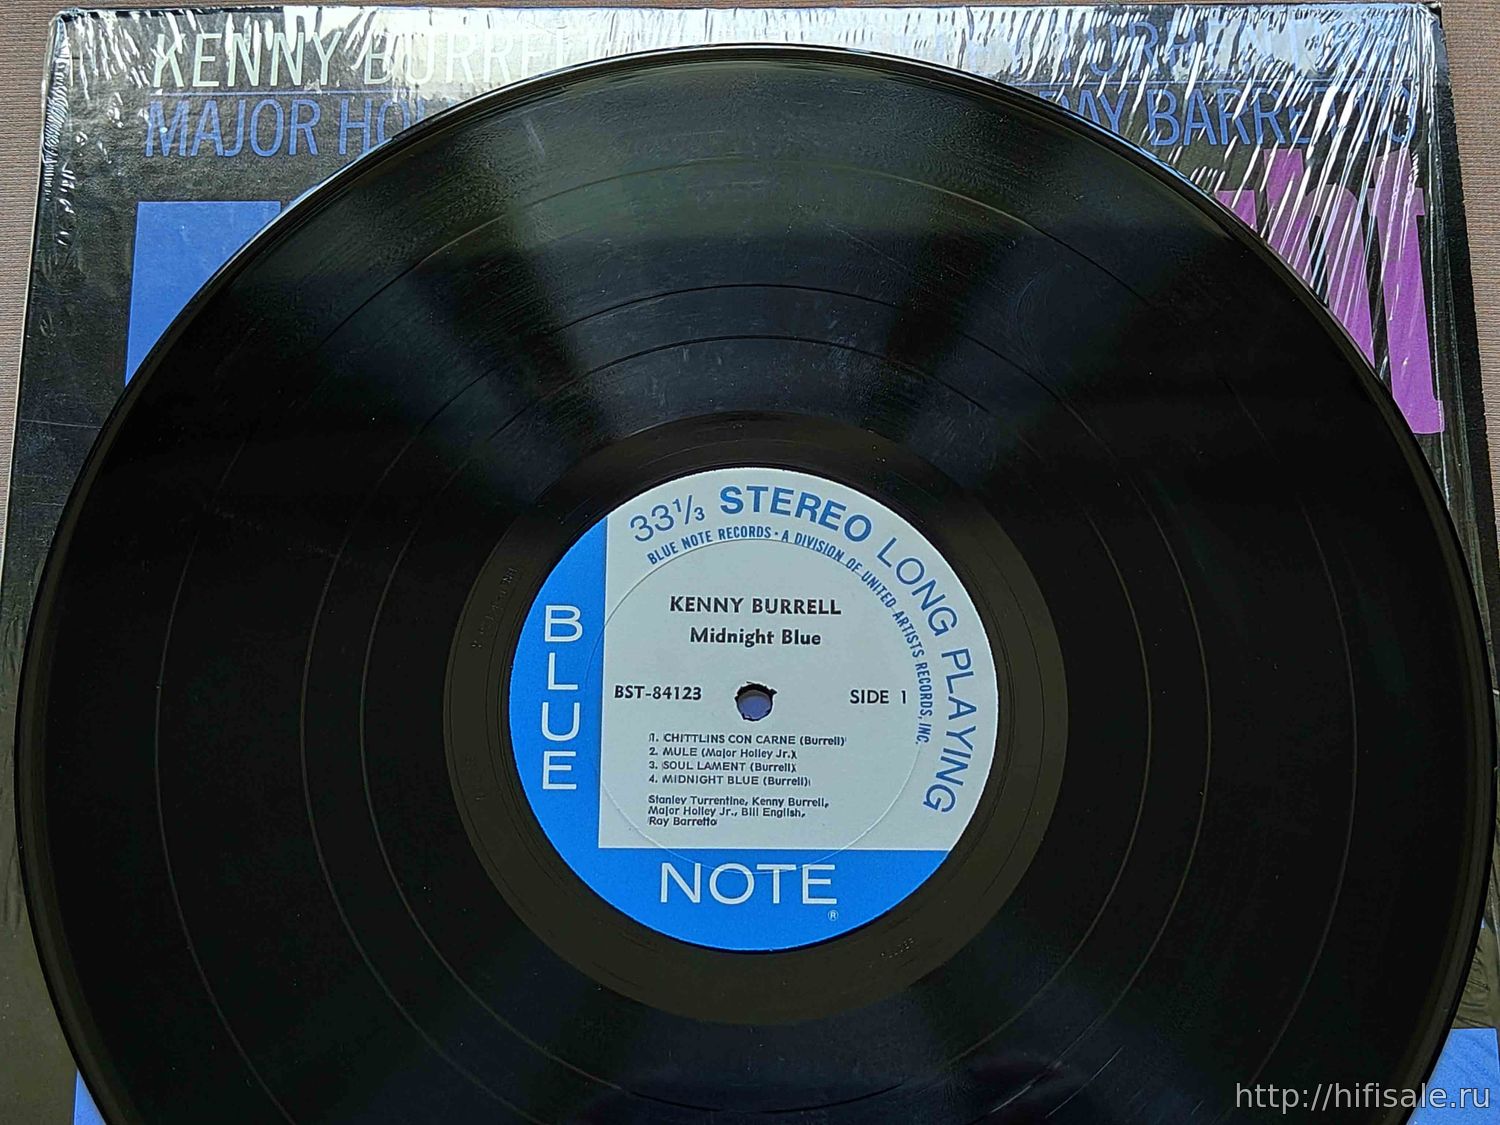 KENNY BURRELL
MAJOR HO
RAY BARRETTO
33 1/3 STEREO LONG PLAYING
BLUE NOTE RECORDS • A DIVISION OF UNITED ARTISTS RECORDS, INC.
KENNY BURRELL
Midnight Blue
BST-84123
SIDE 1
1. CHITTLINS CON CARNE (Burrell)
2. MULE (Major Holley Jr.)
3. SOUL LAMENT (Burrell)
4. MIDNIGHT BLUE (Burrell)
Stanley Turrentine, Kenny Burrell,
Major Holley Jr., Bill English,
Ray Barretto
BLUE
NOTE
®
http://hifisale.ru